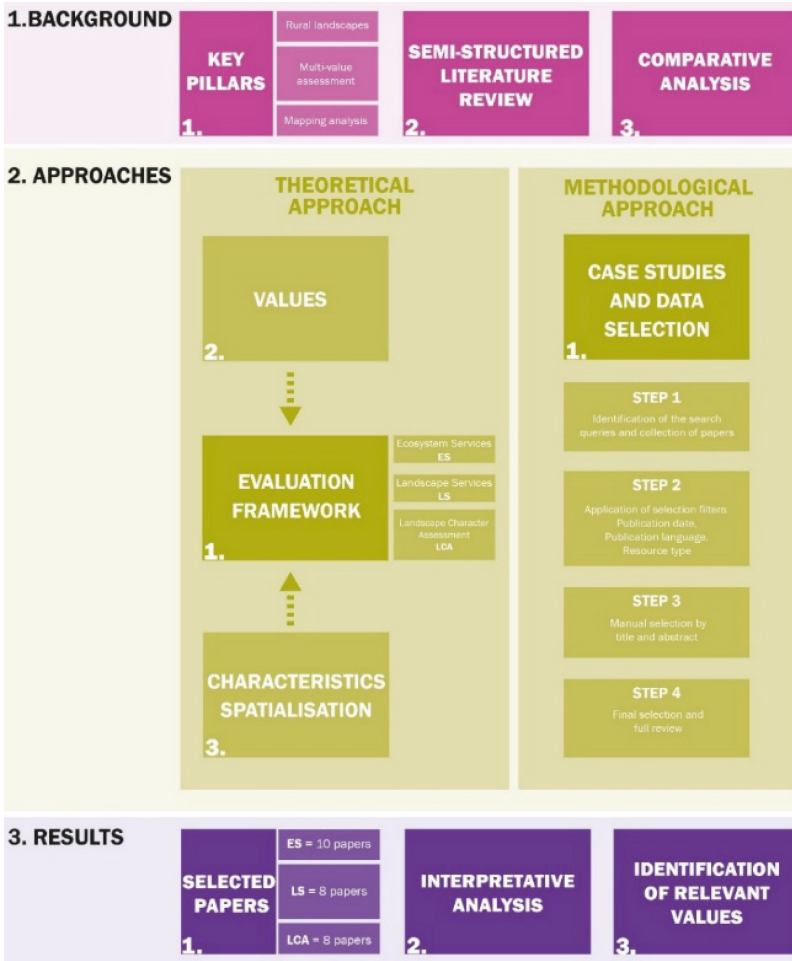 1.BACKGROUND
KEY
PILLARS
1.
Rural landscapes
Multi-value
assessment
Mapping analysis
SEMI-STRUCTURED
LITERATURE
REVIEW
2.
COMPARATIVE
ANALYSIS
3.
2. APPROACHES
THEORETICAL
APPROACH
VALUES
2.
EVALUATION
FRAMEWORK
1.
Ecosystem Services
ES
Landscape Services
LS
Landscape Character
Assessment
LCA
CHARACTERISTICS
SPATIALISATION
3.
METHODOLOGICAL
APPROACH
CASE STUDIES
AND DATA
SELECTION
1.
STEP 1
Identification of the search
queries and collection of papers
STEP 2
Application of selection filters
Publication date,
Publication language,
Resource type
STEP 3
Manual selection by
title and abstract
STEP 4
Final selection and
full review
3. RESULTS
SELECTED
PAPERS
1.
ES = 10 papers
LS = 8 papers
LCA = 8 papers
INTERPRETATIVE
ANALYSIS
2.
IDENTIFICATION
OF RELEVANT
VALUES
3.